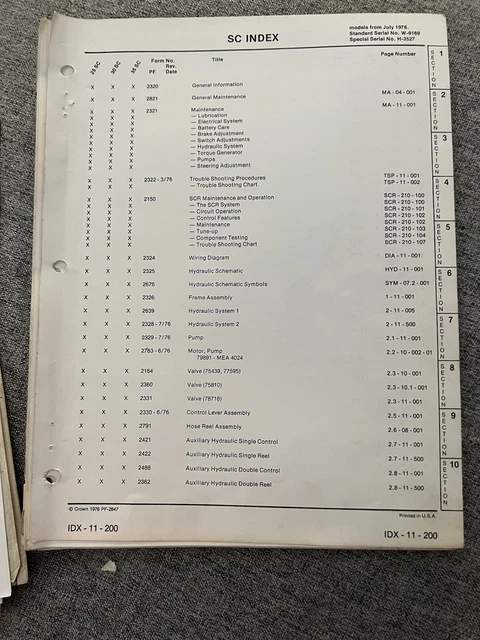 SC INDEX
models from July 1976.
Standard Serial No. W-9169
Special Serial No. H-3527
25 SC 30 SC 35 SC Form No. Rev. PF Date Title Page Number
X X X 2320 General Information
X X X 2821 General Maintenance MA - 04 - 001
X X X 2321 Maintenance MA - 11 - 001
X X X — Lubrication
X X X — Electrical System
X X X — Battery Care
X X X — Brake Adjustment
X X X — Switch Adjustments
X X X — Hydraulic System
X X X — Torque Generator
X X X — Pumps
X X X — Steering Adjustment
X X X 2322 - 3/76 Trouble Shooting Procedures TSP - 11 - 001
X X X — Trouble Shooting Chart TSP - 11 - 002
X X X 2150 SCR Maintenance and Operation SCR - 210 - 100
X X X — The SCR System SCR - 210 - 100
X X X — Circuit Operation SCR - 210 - 101
X X X — Control Features SCR - 210 - 102
X X X — Maintenance SCR - 210 - 102
X X X — Tune-up SCR - 210 - 103
X X X — Component Testing SCR - 210 - 104
X X X — Trouble Shooting Chart SCR - 210 - 107
X X X 2324 Wiring Diagram DIA - 11 - 001
X X X 2325 Hydraulic Schematic HYD - 11 - 001
X X X 2676 Hydraulic Schematic Symbols SYM - 07.2 - 001
X X X 2326 Frame Assembly 1 - 11 - 001
X X X 2639 Hydraulic System 1 2 - 11 - 005
X X X 2328 - 7/76 Hydraulic System 2 2 - 11 - 500
X X X 2329 - 7/76 Pump 2.1 - 11 - 001
X X X 2783 - 6/76 Motor, Pump 2.2 - 10 - 002 - 01
79891 - MEA 4024
X X X 2164 Valve (75439, 77595) 2.3 - 10 - 001
X X X 2360 Valve (75810) 2.3 - 10.1 - 001
X X X 2331 Valve (78716) 2.3 - 11 - 001
X X X 2330 - 6/76 Control Lever Assembly 2.5 - 11 - 001
X X X 2791 Hose Reel Assembly 2.6 - 08 - 001
X X X 2421 Auxiliary Hydraulic Single Control 2.7 - 11 - 001
X X X 2422 Auxiliary Hydraulic Single Reel 2.7 - 11 - 500
X X X 2488 Auxiliary Hydraulic Double Control 2.8 - 11 - 001
X X X 2362 Auxiliary Hydraulic Double Reel 2.8 - 11 - 500
SECTION 1
SECTION 2
SECTION 3
SECTION 4
SECTION 5
SECTION 6
SECTION 7
SECTION 8
SECTION 9
SECTION 10
© Crown 1976 PF-2647 Printed in U.S.A.
IDX - 11 - 200 IDX - 11 - 200